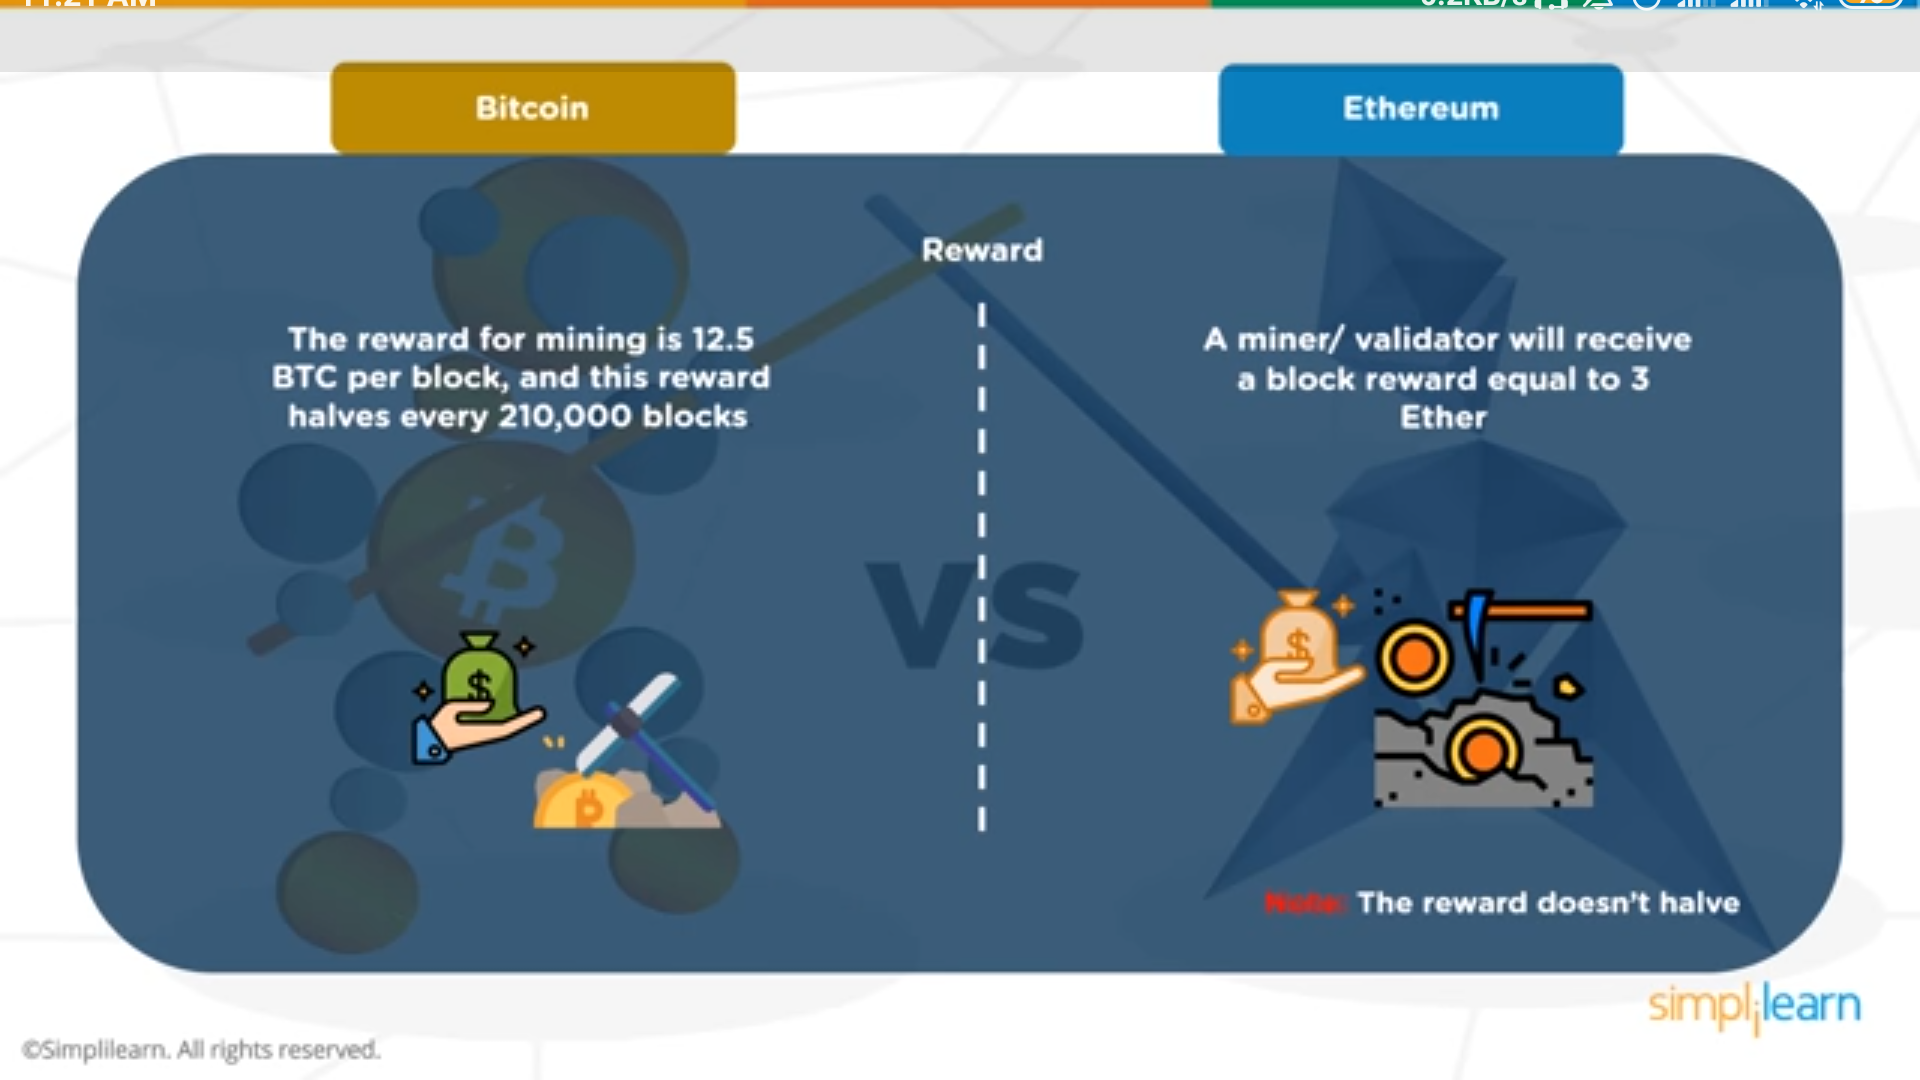 Bitcoin
Ethereum
Reward
The reward for mining is 12.5
BTC per block, and this reward
halves every 210,000 blocks
A miner/ validator will receive
a block reward equal to 3
Ether
VS
Note: The reward doesn't halve
simplilearn
©Simplilearn. All rights reserved.